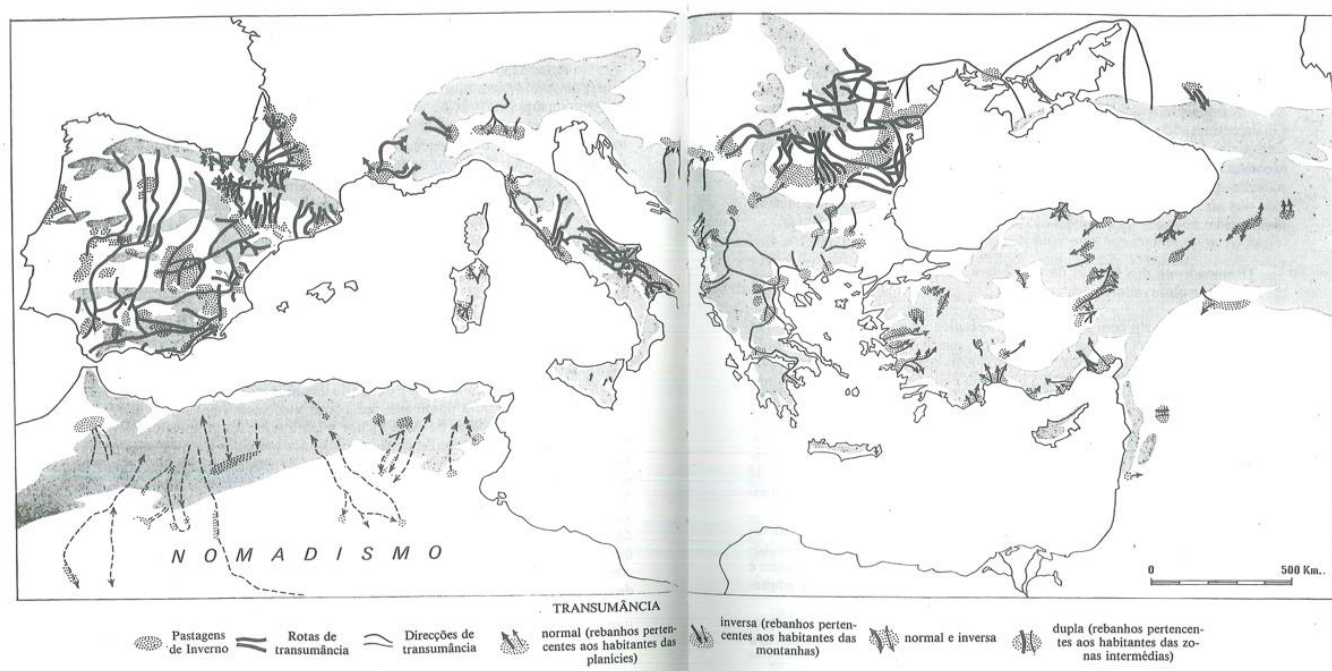 NOMADISMO
0 500 Km..
TRANSUMÂNCIA
Pastagens
de Inverno
Rotas de
transumância
Direcções de
transumância
normal (rebanhos perten-
centes aos habitantes das
planícies)
inversa (rebanhos perten-
centes aos habitantes das
montanhas)
normal e inversa
dupla (rebanhos pertencen-
tes aos habitantes das zo-
nas intermédias)